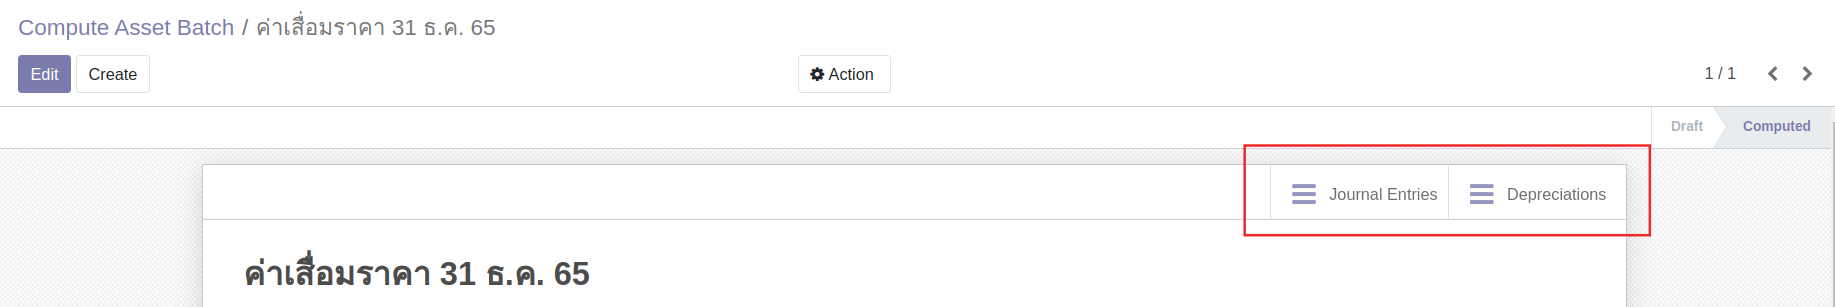 Compute Asset Batch / ค่าเสื่อมราคา 31 ธ.ค. 65
Edit Create Action 1 / 1
Draft Computed
Journal Entries Depreciations
ค่าเสื่อมราคา 31 ธ.ค. 65